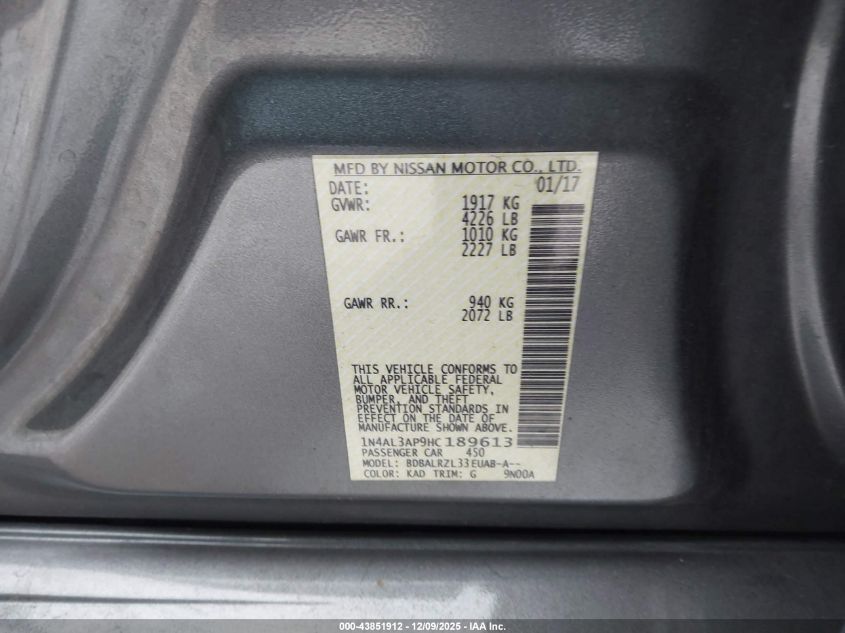 MFD BY NISSAN MOTOR CO., LTD.
DATE: 01/17
GVWR: 1917 KG
4226 LB
GAWR FR.: 1010 KG
2227 LB
GAWR RR.: 940 KG
2072 LB
THIS VEHICLE CONFORMS TO
ALL APPLICABLE FEDERAL
MOTOR VEHICLE SAFETY,
BUMPER, AND THEFT
PREVENTION STANDARDS IN
EFFECT ON THE DATE OF
MANUFACTURE SHOWN ABOVE.
1N4AL3AP9HC189613
PASSENGER CAR 450
MODEL: BDBALRZL33EUAB-A--
COLOR: KAD TRIM: G 9N00A
000-43851912 - 12/09/2025 - IAA Inc.